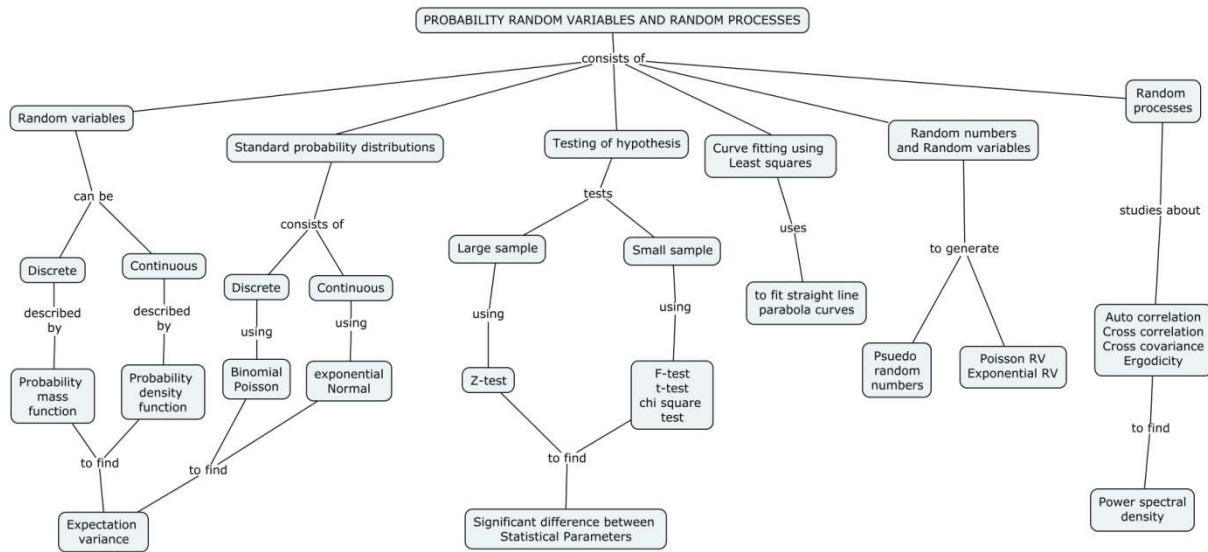 PROBABILITY RANDOM VARIABLES AND RANDOM PROCESSES
consists of
Random variables
Standard probability distributions
Testing of hypothesis
Curve fitting using
Least squares
Random numbers
and Random variables
Random
processes
can be
consists of
tests
uses
to generate
studies about
Discrete
Continuous
Discrete
Continuous
Large sample
Small sample
to fit straight line
parabola curves
described
by
described
by
using
using
using
using
Probability
mass
function
Probability
density
function
Binomial
Poisson
exponential
Normal
Z-test
F-test
t-test
chi square
test
Psuedo
random
numbers
Poisson RV
Exponential RV
Auto correlation
Cross correlation
Cross covariance
Ergodicity
to find
to find
to find
to find
Expectation
variance
Significant difference between
Statistical Parameters
Power spectral
density